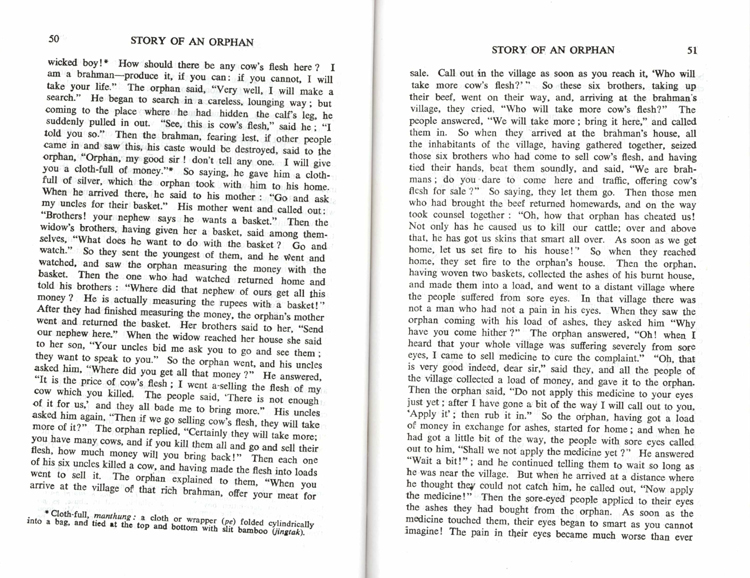 50
STORY OF AN ORPHAN
wicked boy!* How should there be any cow's flesh here? I
am a brahman—produce it, if you can: if you cannot, I will
take your life." The orphan said, "Very well, I will make a
search." He began to search in a careless, lounging way; but
coming to the place where he had hidden the calf's leg, he
suddenly pulled it out. "See, this is cow's flesh," said he; "I
told you so." Then the brahman, fearing lest, if other people
came in and saw this, his caste would be destroyed, said to the
orphan, "Orphan, my good sir! don't tell any one. I will give
you a cloth-full of money."* So saying, he gave him a cloth-
full of silver, which the orphan took with him to his home.
When he arrived there, he said to his mother: "Go and ask
my uncles for their basket." His mother went and called out:
"Brothers! your nephew says he wants a basket." Then the
widow's brothers, having given her a basket, said among them-
selves, "What does he want to do with the basket? Go and
watch." So they sent the youngest of them, and he went and
watched, and saw the orphan measuring the money with the
basket. Then the one who had watched returned home and
told his brothers: "Where did that nephew of ours get all this
money? He is actually measuring the rupees with a basket!"
After they had finished measuring the money, the orphan's mother
went and returned the basket. Her brothers said to her, "Send
our nephew here." When the widow reached her house she said
to her son, "Your uncles bid me ask you to go and see them;
they want to speak to you." So the orphan went, and his uncles
asked him, "Where did you get all that money?" He answered,
"It is the price of cow's flesh; I went a-selling the flesh of my
cow which you killed. The people said, 'There is not enough
of it for us,' and they all bade me to bring more." His uncles
asked him again, "Then if we go selling cow's flesh, they will take
more of it?" The orphan replied, "Certainly they will take more;
you have many cows, and if you kill them all and go and sell their
flesh, how much money will you bring back!" Then each one
of his six uncles killed a cow, and having made the flesh into loads
went to sell it. The orphan explained to them, "When you
arrive at the village of that rich brahman, offer your meat for
* Cloth-full, manthung: a cloth or wrapper (pe) folded cylindrically
into a bag, and tied at the top and bottom with slit bamboo (jingtak).
STORY OF AN ORPHAN
51
sale. Call out in the village as soon as you reach it, 'Who will
take more cow's flesh?'" So these six brothers, taking up
their beef, went on their way, and, arriving at the brahman's
village, they cried, "Who will take more cow's flesh?" The
people answered, "We will take more; bring it here," and called
them in. So when they arrived at the brahman's house, all
the inhabitants of the village, having gathered together, seized
those six brothers who had come to sell cow's flesh, and having
tied their hands, beat them soundly, and said, "We are brah-
mans; do you dare to come here and traffic, offering cow's
flesh for sale?" So saying, they let them go. Then those men
who had brought the beef returned homewards, and on the way
took counsel together: "Oh, how that orphan has cheated us!
Not only has he caused us to kill our cattle; over and above
that, he has got us skins that smart all over. As soon as we get
home, let us set fire to his house!" So when they reached
home, they set fire to the orphan's house. Then the orphan,
having woven two baskets, collected the ashes of his burnt house,
and made them into a load, and went to a distant village where
the people suffered from sore eyes. In that village there was
not a man who had not a pain in his eyes. When they saw the
orphan coming with his load of ashes, they asked him "Why
have you come hither?" The orphan answered, "Oh! when I
heard that your whole village was suffering severely from sore
eyes, I came to sell medicine to cure the complaint." "Oh, that
is very good indeed, dear sir," said they, and all the people of
the village collected a load of money, and gave it to the orphan.
Then the orphan said, "Do not apply this medicine to your eyes
just yet; after I have gone a bit of the way I will call out to you,
'Apply it'; then rub it in." So the orphan, having got a load
of money in exchange for ashes, started for home; and when he
had got a little bit of the way, the people with sore eyes called
out to him, "Shall we not apply the medicine yet?" He answered
"Wait a bit!"; and he continued telling them to wait so long as
he was near the village. But when he arrived at a distance where
he thought they could not catch him, he called out, "Now apply
the medicine!" Then the sore-eyed people applied to their eyes
the ashes they had bought from the orphan. As soon as the
medicine touched them, their eyes began to smart as you cannot
imagine! The pain in their eyes became much worse than ever